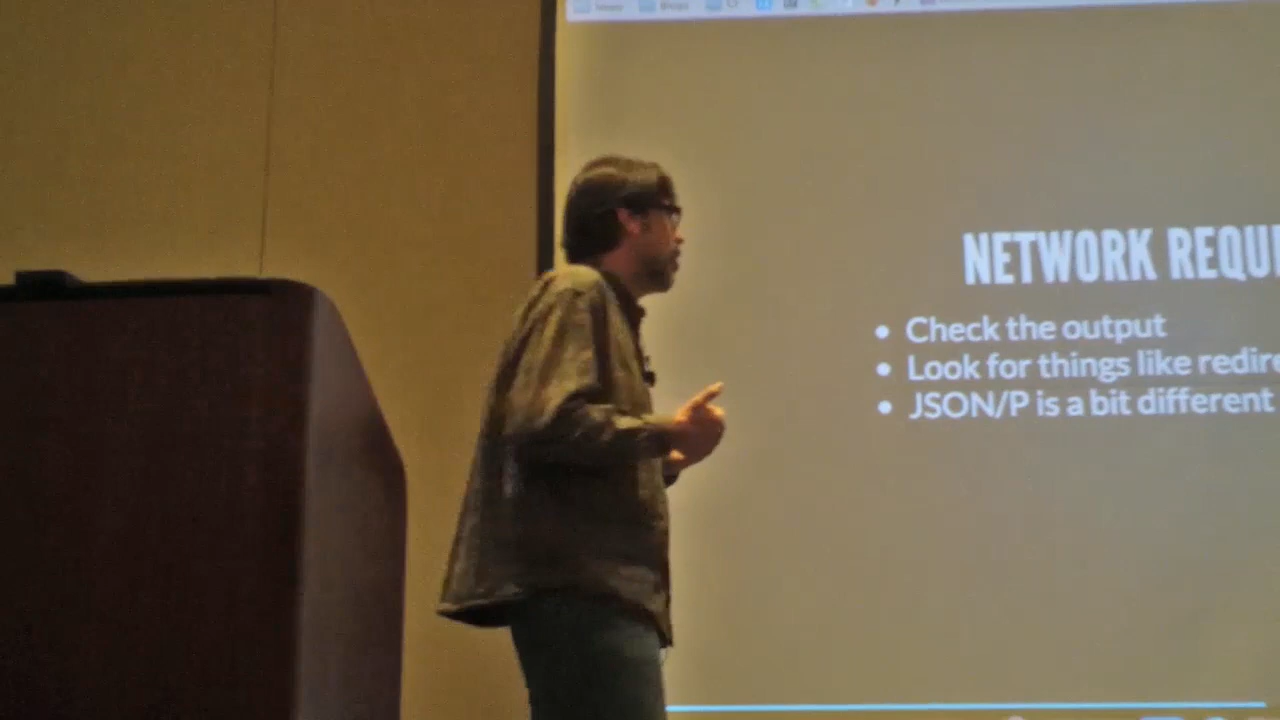 NETWORK REQU
Check the output
Look for things like redire
JSON/P is a bit different